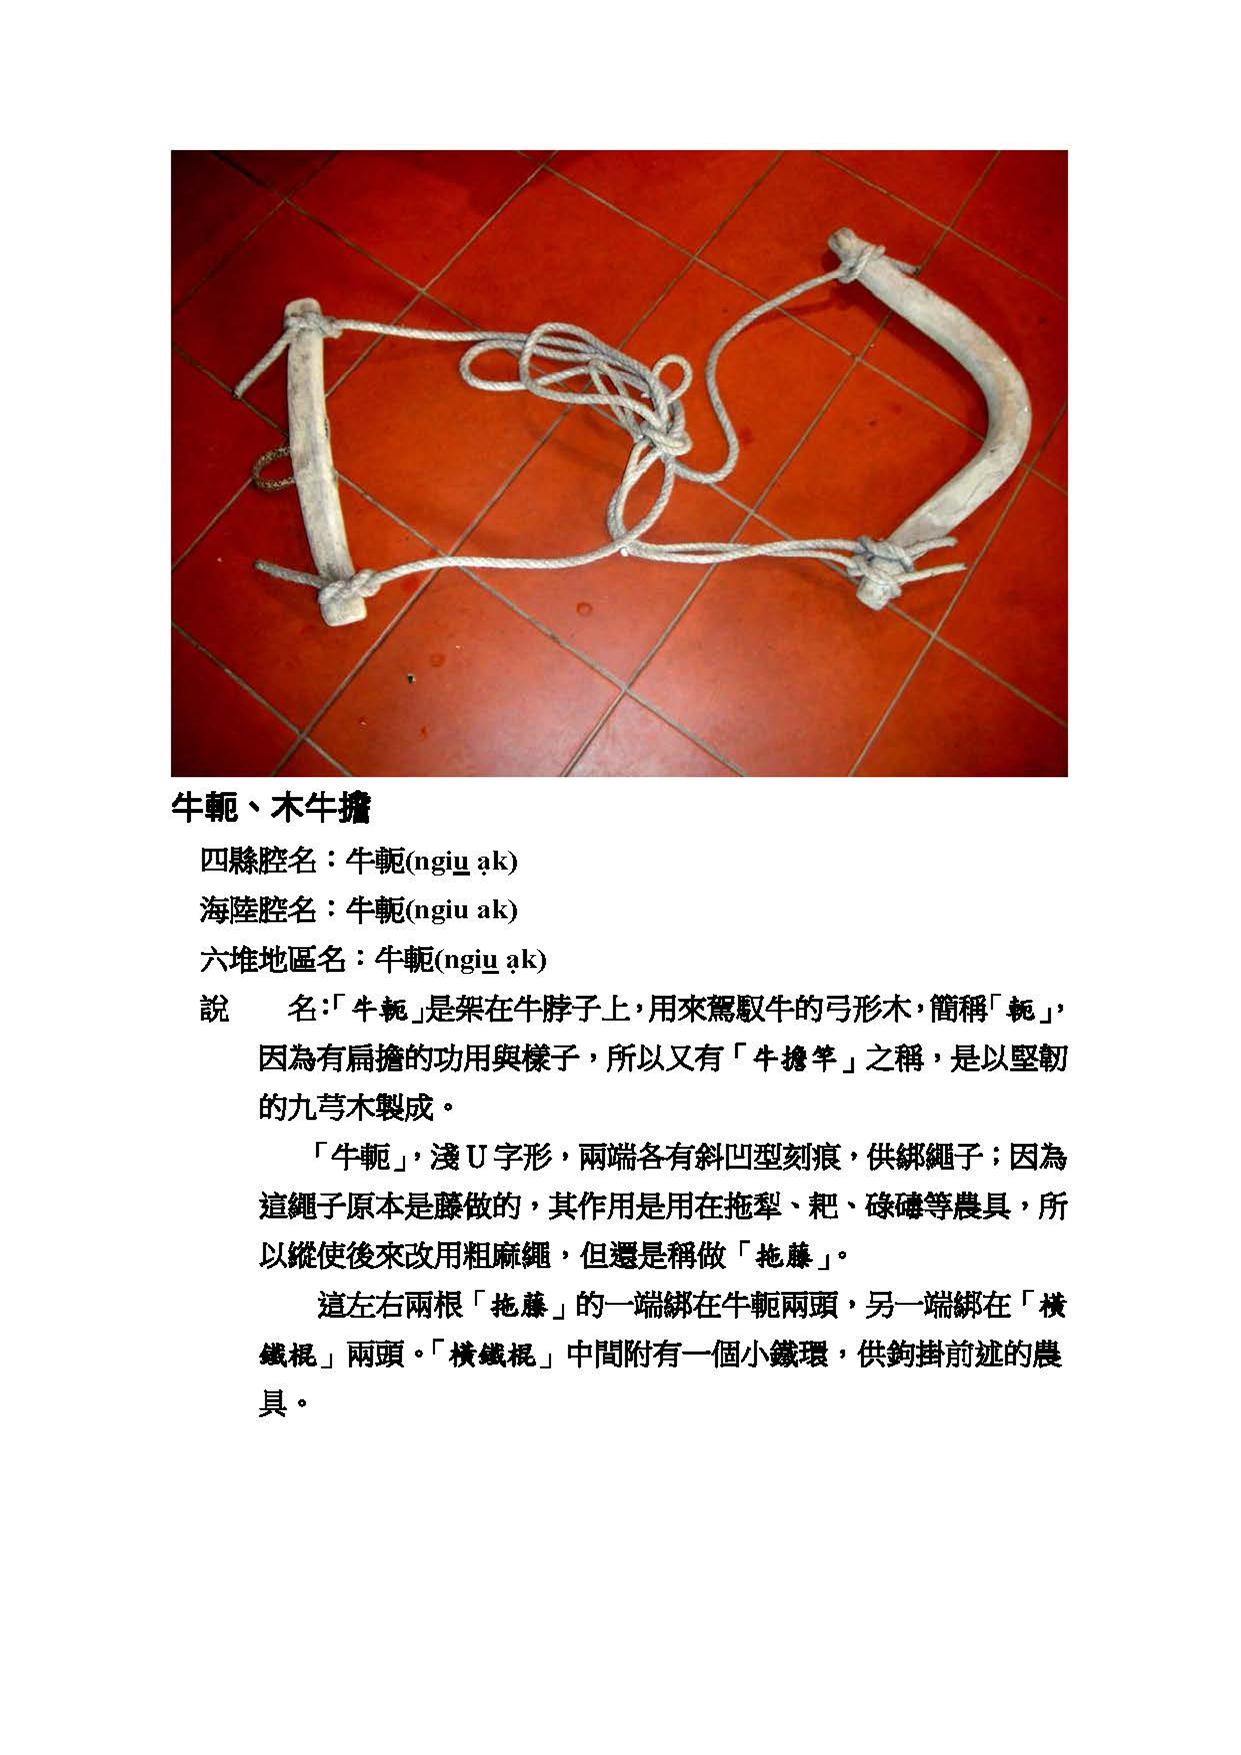 牛軛、木牛擔
四縣腔名：牛軛(ngiu ạk)
海陸腔名：牛軛(ngiu ak)
六堆地區名：牛軛(ngiu ạk)
說　　名：「牛軛」是架在牛脖子上，用來駕馭牛的弓形木，簡稱「軛」，
因為有扁擔的功用與樣子，所以又有「牛擔竿」之稱，是以堅韌
的九芎木製成。
「牛軛」，淺U字形，兩端各有斜凹型刻痕，供綁繩子；因為
這繩子原本是藤做的，其作用是用在拖犁、耙、碌碡等農具，所
以縱使後來改用粗麻繩，但還是稱做「拖藤」。
這左右兩根「拖藤」的一端綁在牛軛兩頭，另一端綁在「橫
鐵棍」兩頭。「橫鐵棍」中間附有一個小鐵環，供鉤掛前述的農
具。